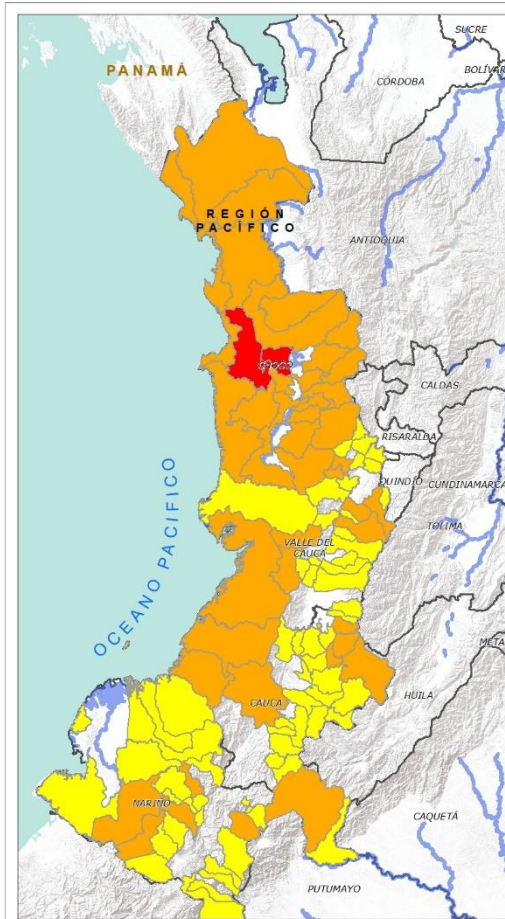 SUCRE
BOLÍVAR
PANAMÁ
CÓRDOBA
REGIÓN
PACÍFICO
ANTIOQUIA
CHOCÓ
CALDAS
RISARALDA
QUINDÍO
CUNDINAMARCA
TOLIMA
VALLE DEL
CAUCA
OCEANO PACIFICO
META
HUILA
CAUCA
NARIÑO
CAQUETÁ
PUTUMAYO